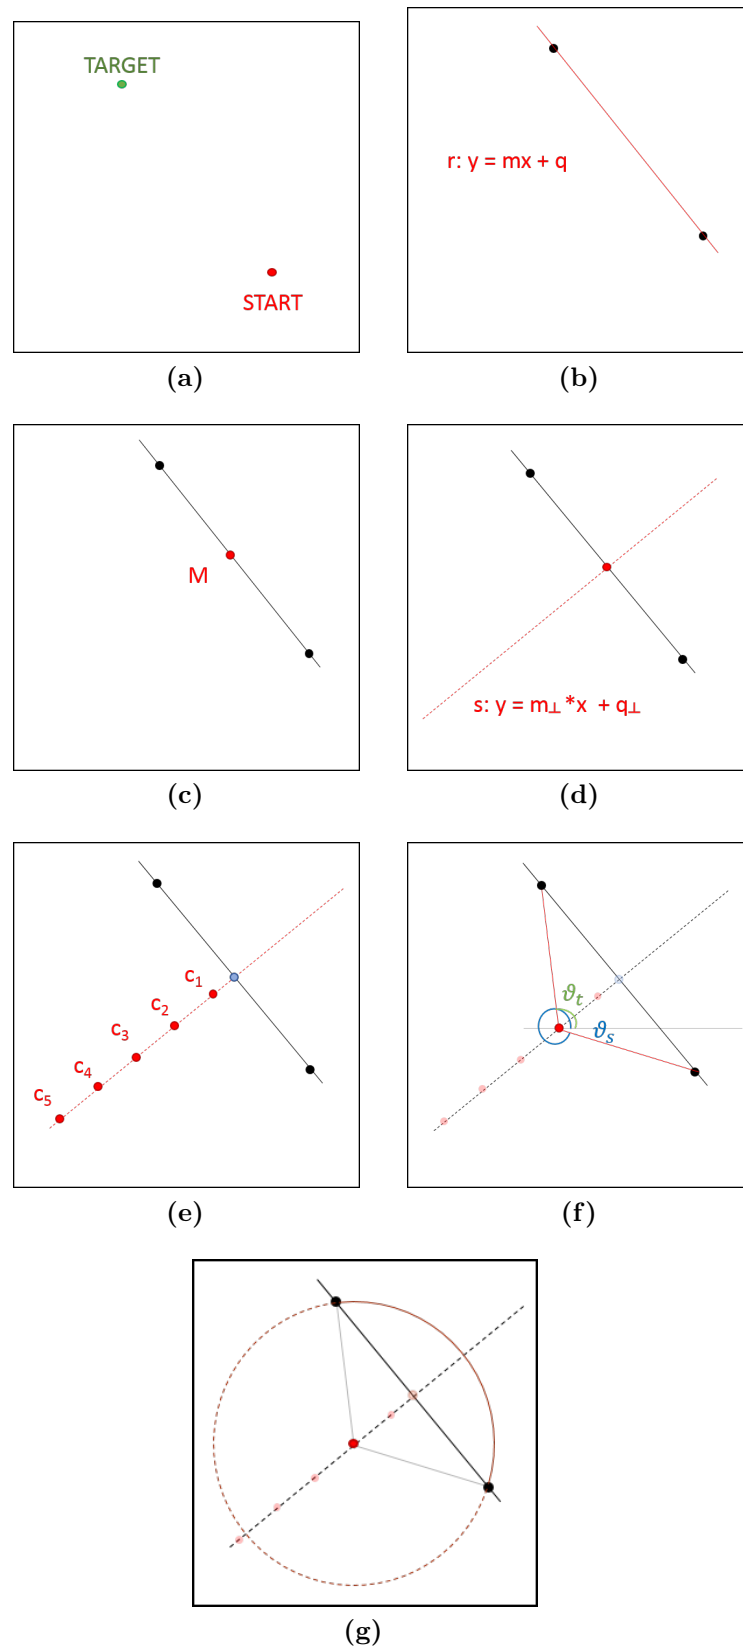 TARGET
START
(a)
r: y = mx + q
(b)
M
(c)
s: y = m⊥*x + q⊥
(d)
c₁
c₂
c₃
c₄
c₅
(e)
ϑₜ
ϑₛ
(f)
(g)